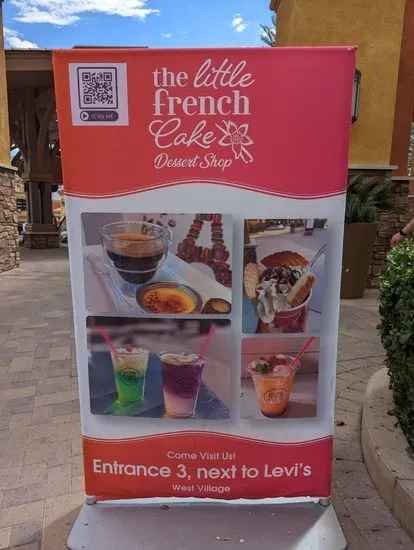 SCAN ME
the little
french
Cake
Dessert Shop
Come Visit Us!
Entrance 3, next to Levi's
West Village